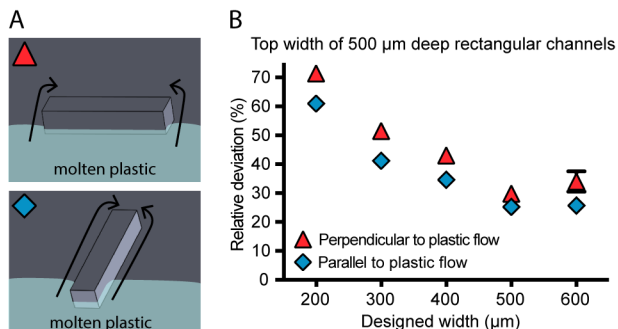 A
molten plastic
molten plastic
B
Top width of 500 µm deep rectangular channels
Relative deviation (%)
70
60
50
40
30
20
10
0
Perpendicular to plastic flow
Parallel to plastic flow
200 300 400 500 600
Designed width (µm)